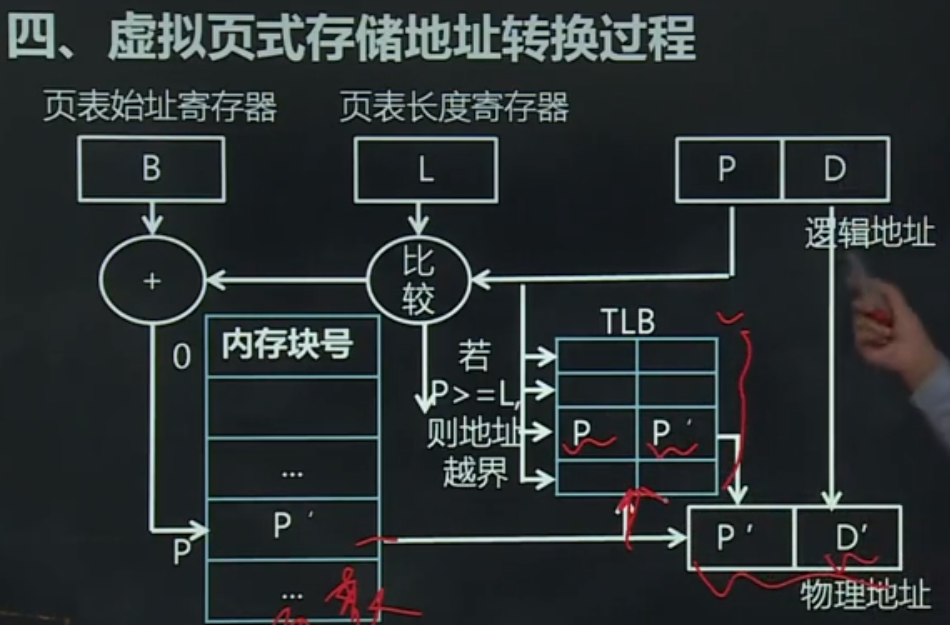 四、虚拟页式存储地址转换过程
页表始址寄存器
页表长度寄存器
B
L
P
D
逻辑地址
+
比
较
TLB
0
内存块号
若
P>=L,
则地址
越界
P
P′
...
P
P′
P′
D′
...
物理地址